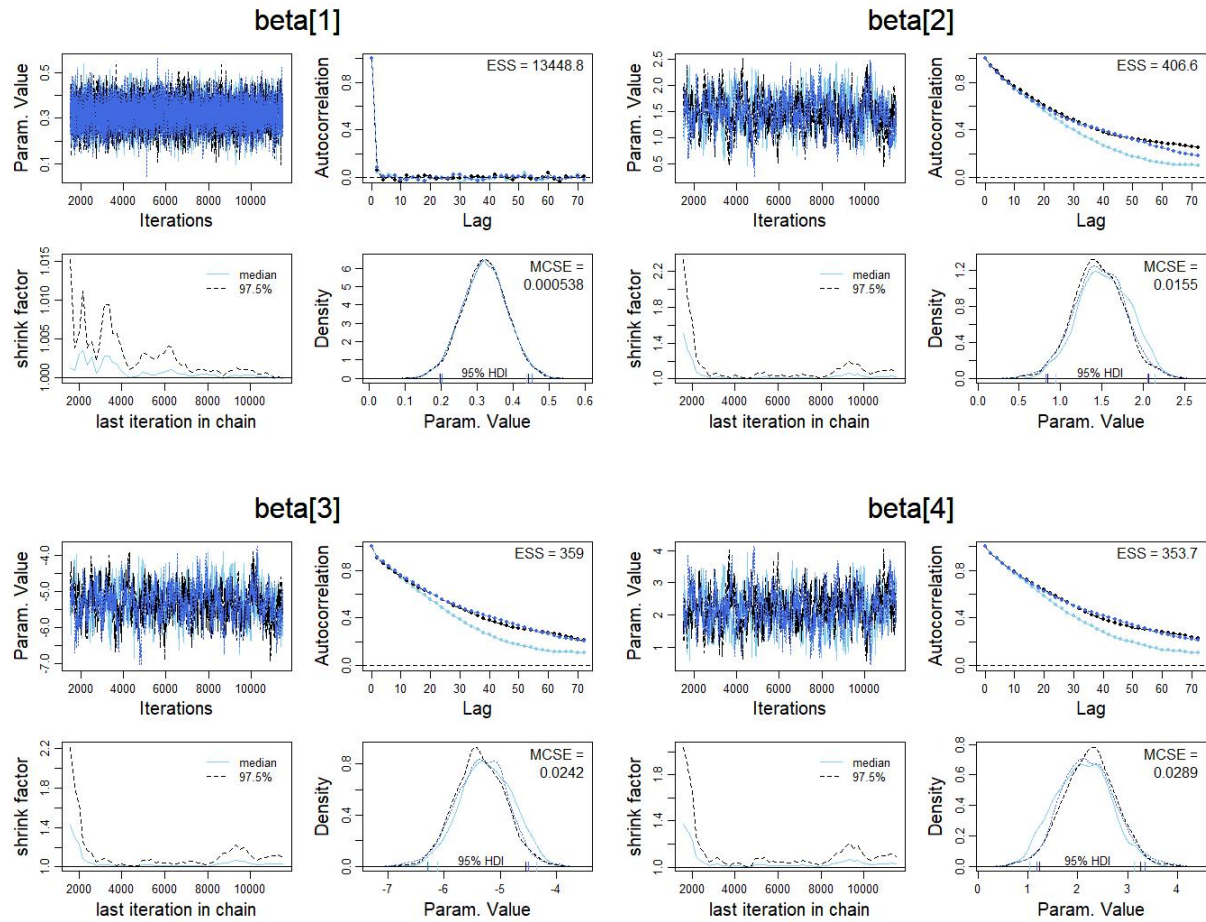 beta[1]
Param. Value
0.1 0.3 0.5
2000 4000 6000 8000 10000
Iterations
Autocorrelation
0.0 0.4 0.8
ESS = 13448.8
0 10 20 30 40 50 60 70
Lag
shrink factor
1.000 1.005 1.010 1.015
median
97.5%
2000 4000 6000 8000 10000
last iteration in chain
Density
0 1 2 3 4 5 6
MCSE =
0.000538
95% HDI
0.0 0.1 0.2 0.3 0.4 0.5 0.6
Param. Value
beta[2]
Param. Value
0.5 1.0 1.5 2.0 2.5
2000 4000 6000 8000 10000
Iterations
Autocorrelation
0.0 0.4 0.8
ESS = 406.6
0 10 20 30 40 50 60 70
Lag
shrink factor
1.0 1.4 1.8 2.2
median
97.5%
2000 4000 6000 8000 10000
last iteration in chain
Density
0.0 0.4 0.8 1.2
MCSE =
0.0155
95% HDI
0.0 0.5 1.0 1.5 2.0 2.5
Param. Value
beta[3]
Param. Value
-7.0 -6.0 -5.0 -4.0
2000 4000 6000 8000 10000
Iterations
Autocorrelation
0.0 0.4 0.8
ESS = 359
0 10 20 30 40 50 60 70
Lag
shrink factor
1.0 1.4 1.8 2.2
median
97.5%
2000 4000 6000 8000 10000
last iteration in chain
Density
0.0 0.2 0.4 0.6 0.8
MCSE =
0.0242
95% HDI
-7 -6 -5 -4
Param. Value
beta[4]
Param. Value
1 2 3 4
2000 4000 6000 8000 10000
Iterations
Autocorrelation
0.0 0.4 0.8
ESS = 353.7
0 10 20 30 40 50 60 70
Lag
shrink factor
1.0 1.4 1.8
median
97.5%
2000 4000 6000 8000 10000
last iteration in chain
Density
0.0 0.2 0.4 0.6 0.8
MCSE =
0.0289
95% HDI
0 1 2 3 4
Param. Value